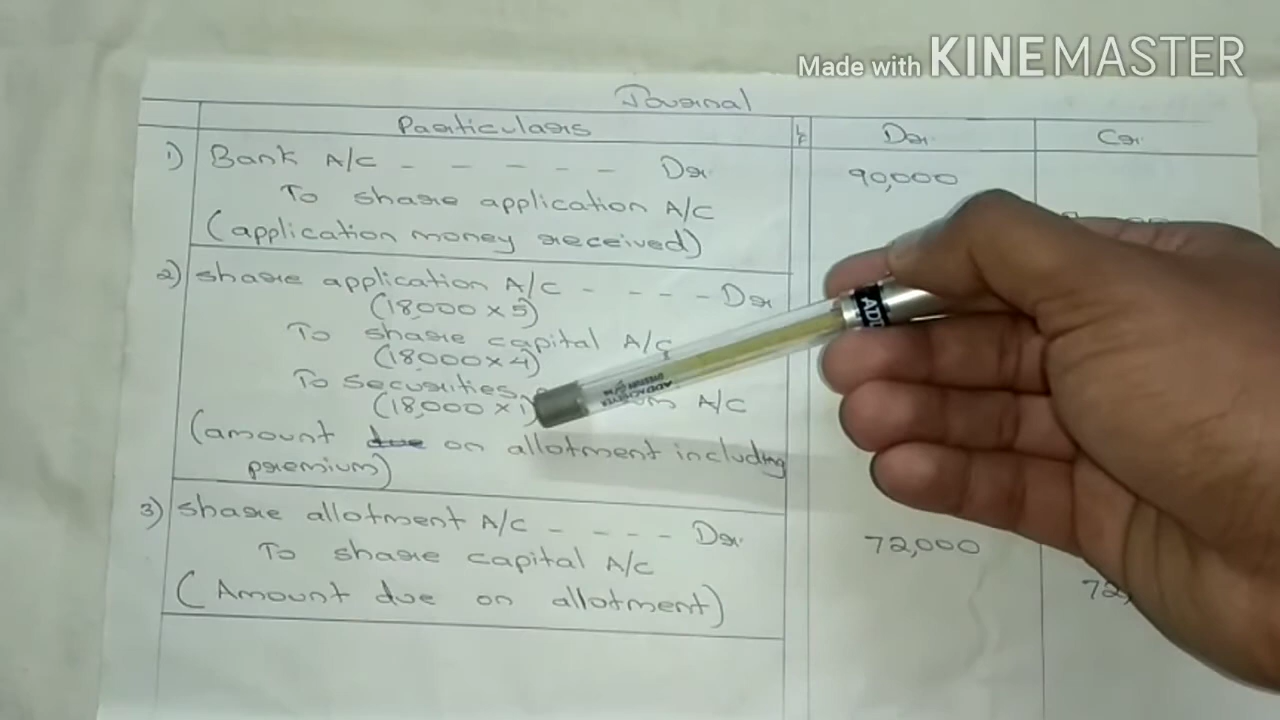 Made with KINEMASTER
Journal
Particulars L/F Dr. Cr.
1) Bank A/C - - - - - Dr 90,000
To share application A/C
(application money received)
2) share application A/C - - - - Dr
(18,000 × 5)
To share capital A/C
(18,000 × 4)
To securities A/C
(18,000 × 1)
(amount due on allotment including
premium)
3) share allotment A/C - - - - Dr. 72,000
To share capital A/C 72,
(Amount due on allotment)